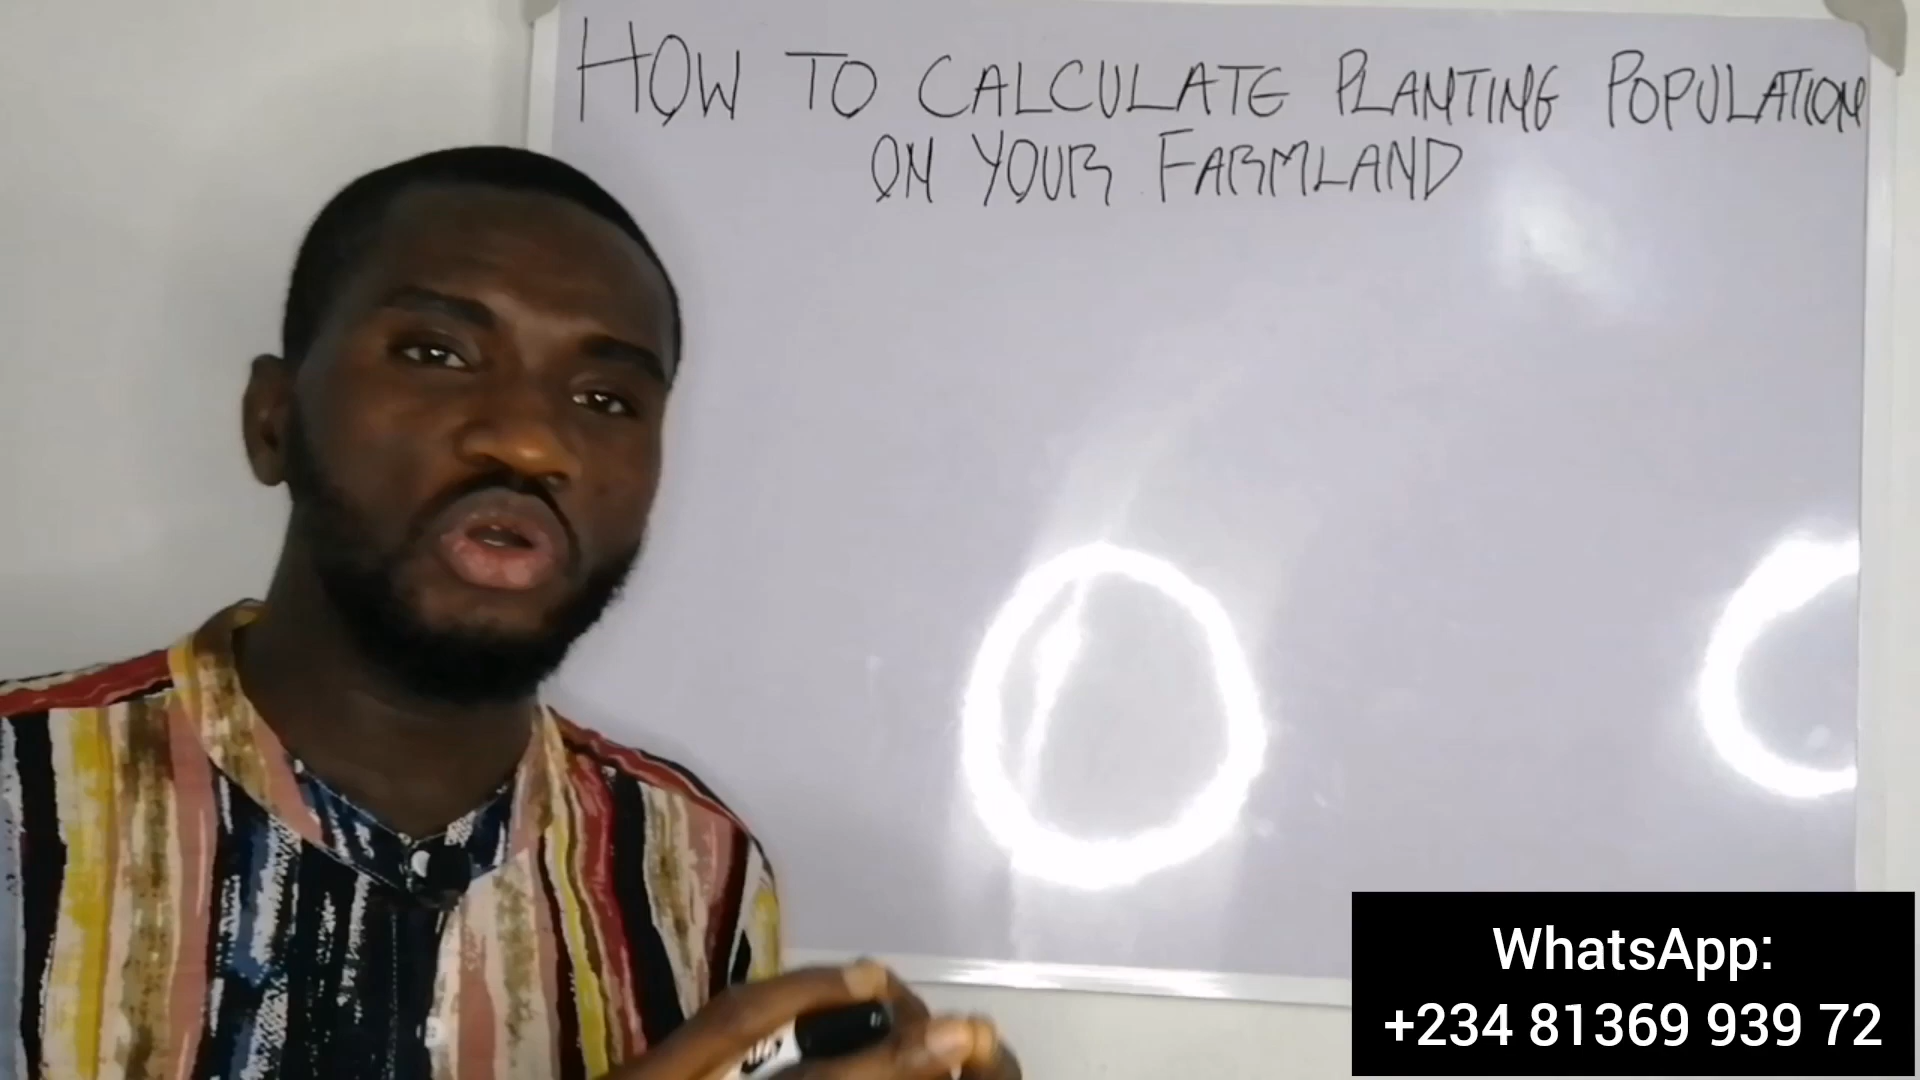 HOW TO CALCULATE PLANTING POPULATION
ON YOUR FARMLAND
WhatsApp:
+234 81369 939 72